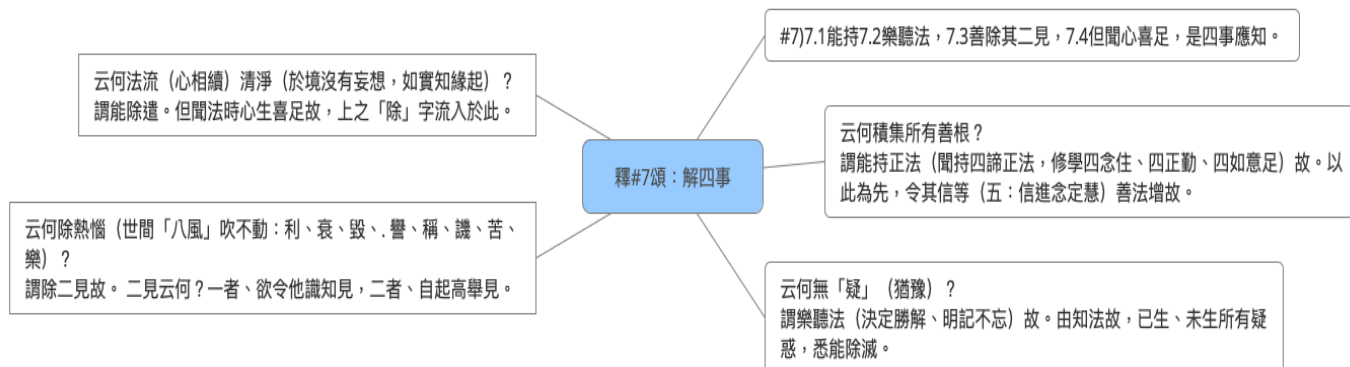 釋#7頌：解四事
#7)7.1能持7.2樂聽法，7.3善除其二見，7.4但聞心喜足，是四事應知。
云何積集所有善根？
謂能持正法（聞持四諦正法，修學四念住、四正勤、四如意足）故。以
此為先，令其信等（五：信進念定慧）善法增故。
云何無「疑」（猶豫）？
謂樂聽法（決定勝解、明記不忘）故。由知法故，已生、未生所有疑
惑，悉能除滅。
云何除熱惱（世間「八風」吹不動：利、衰、毀、. 譽、稱、譏、苦、
樂）？
謂除二見故。 二見云何？一者、欲令他識知見，二者、自起高舉見。
云何法流（心相續）清淨（於境沒有妄想，如實知緣起）？
謂能除遣。但聞法時心生喜足故，上之「除」字流入於此。